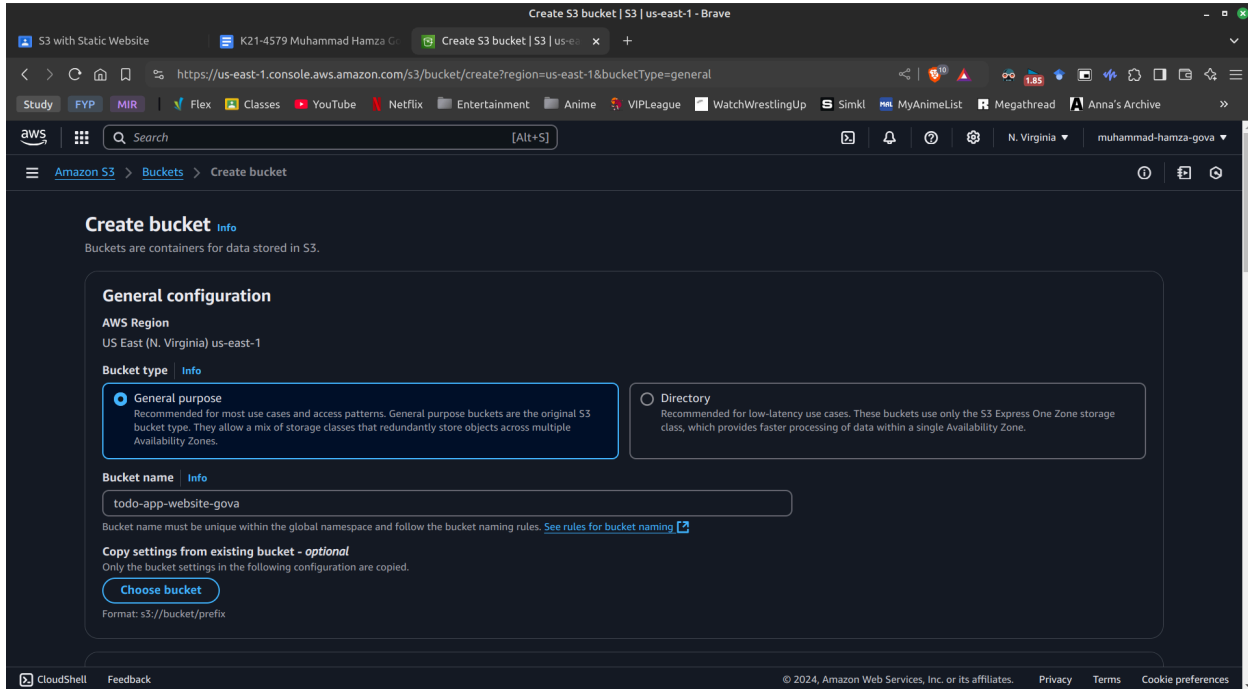 Create S3 bucket | S3 | us-east-1 - Brave
S3 with Static Website
K21-4579 Muhammad Hamza Go
Create S3 bucket | S3 | us-ea
https://us-east-1.console.aws.amazon.com/s3/bucket/create?region=us-east-1&bucketType=general
10
1.85
Study FYP MIR Flex Classes YouTube Netflix Entertainment Anime VIPLeague WatchWrestlingUp Simkl MyAnimeList Megathread Anna's Archive »
aws Search [Alt+S] N. Virginia muhammad-hamza-gova
Amazon S3 > Buckets > Create bucket
Create bucket Info
Buckets are containers for data stored in S3.
General configuration
AWS Region
US East (N. Virginia) us-east-1
Bucket type Info
General purpose
Recommended for most use cases and access patterns. General purpose buckets are the original S3
bucket type. They allow a mix of storage classes that redundantly store objects across multiple
Availability Zones.
Directory
Recommended for low-latency use cases. These buckets use only the S3 Express One Zone storage
class, which provides faster processing of data within a single Availability Zone.
Bucket name Info
todo-app-website-gova
Bucket name must be unique within the global namespace and follow the bucket naming rules. See rules for bucket naming
Copy settings from existing bucket - optional
Only the bucket settings in the following configuration are copied.
Choose bucket
Format: s3://bucket/prefix
CloudShell Feedback © 2024, Amazon Web Services, Inc. or its affiliates. Privacy Terms Cookie preferences